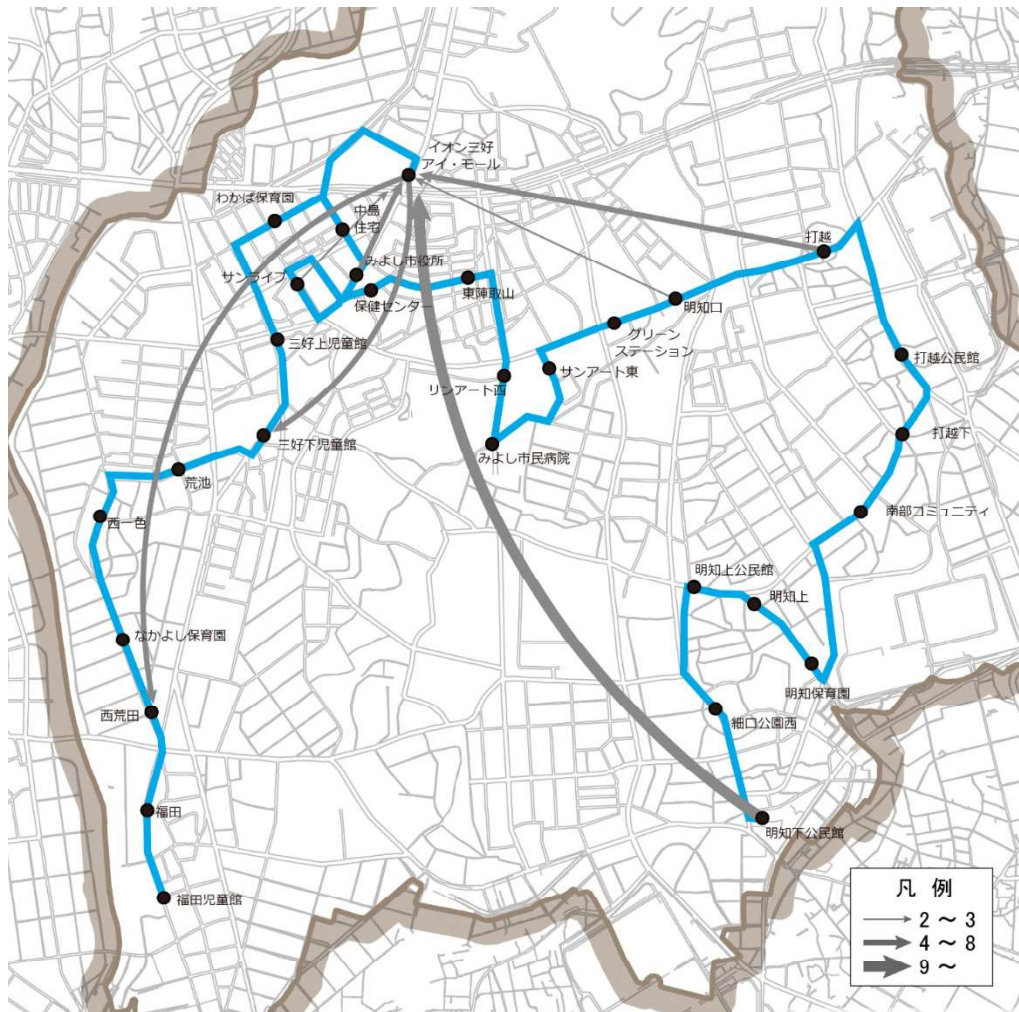 イオン三好
アイ・モール
わかば保育園
中島
住宅
みよし市役所
サンライブ
保健センター
東陣取山
打越
明知口
グリーン
ステーション
三好上児童館
打越公民館
サンアート東
リンアート西
三好下児童館
打越下
みよし市民病院
荒池
南部コミュニティ
西一色
明知上公民館
明知上
なかよし保育園
明知保育園
西荒田
細口公園西
福田
明知下公民館
福田児童館
凡 例
2 ～ 3
4 ～ 8
9 ～